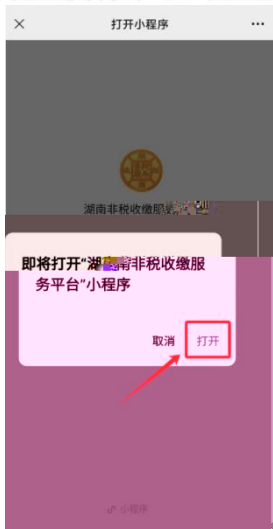 打开小程序
湖南非税收缴服
即将打开“湖南非税收缴服
务平台”小程序
取消 打开
小程序